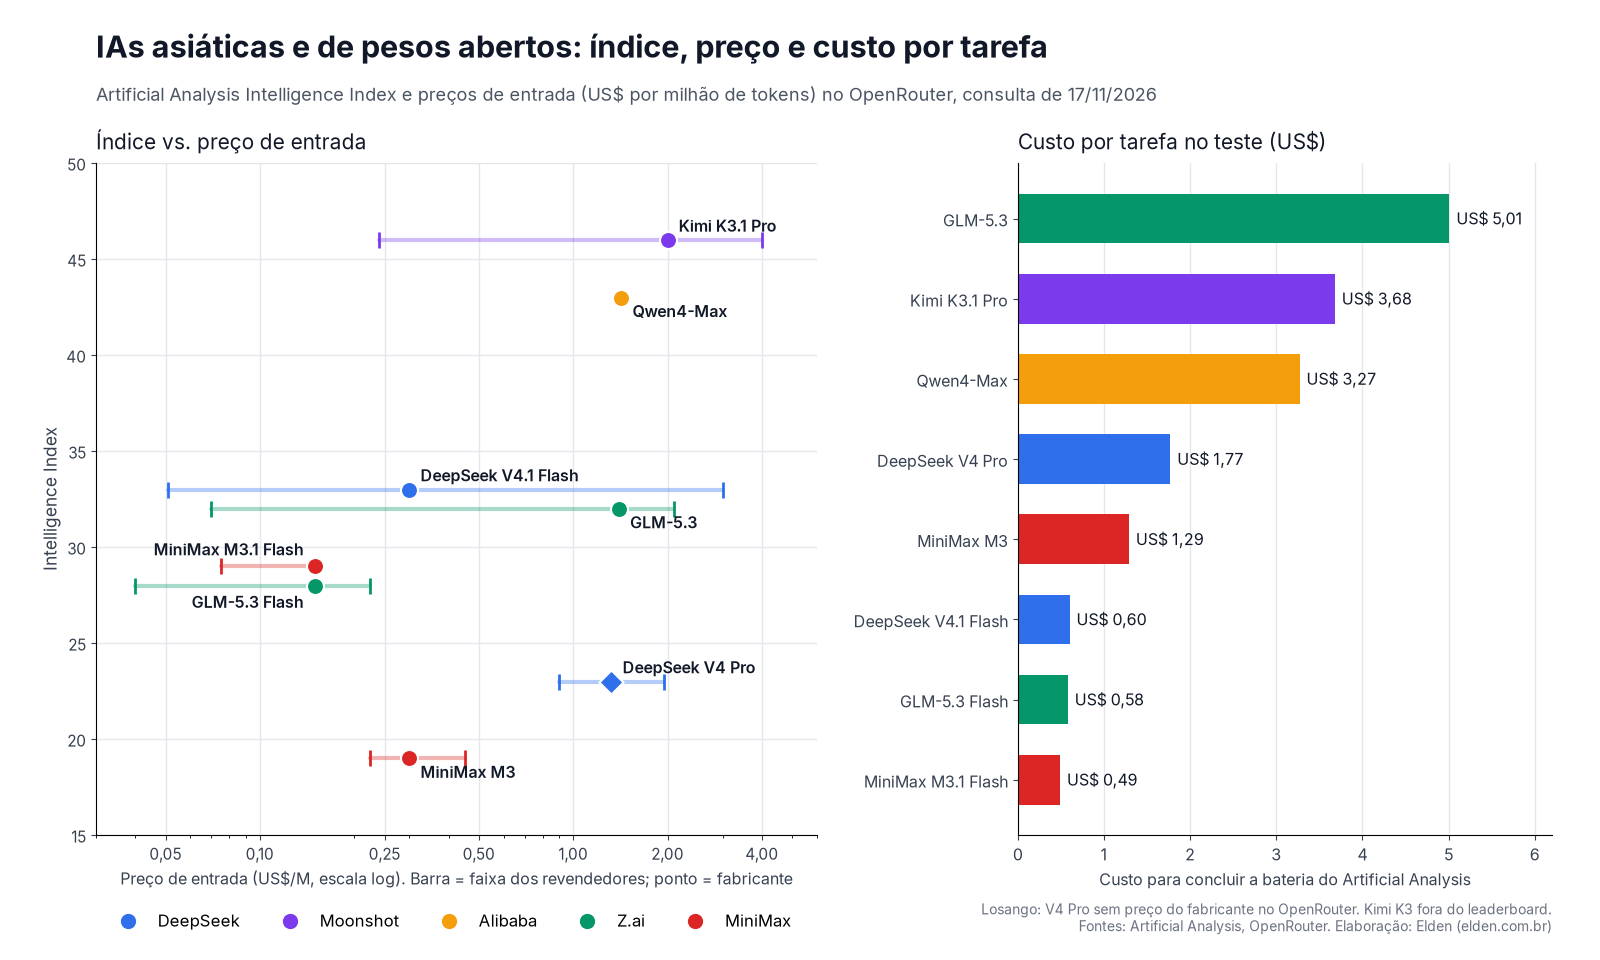 IAs asiáticas e de pesos abertos: índice, preço e custo por tarefa
Artificial Analysis Intelligence Index e preços de entrada (US$ por milhão de tokens) no OpenRouter, consulta de 17/11/2026
Índice vs. preço de entrada
50
45
40
35
30
25
20
15
Intelligence Index
Kimi K3.1 Pro
Qwen4-Max
DeepSeek V4.1 Flash
GLM-5.3
MiniMax M3.1 Flash
GLM-5.3 Flash
DeepSeek V4 Pro
MiniMax M3
0,05 0,10 0,25 0,50 1,00 2,00 4,00
Preço de entrada (US$/M, escala log). Barra = faixa dos revendedores; ponto = fabricante
DeepSeek Moonshot Alibaba Z.ai MiniMax
Custo por tarefa no teste (US$)
GLM-5.3 US$ 5,01
Kimi K3.1 Pro US$ 3,68
Qwen4-Max US$ 3,27
DeepSeek V4 Pro US$ 1,77
MiniMax M3 US$ 1,29
DeepSeek V4.1 Flash US$ 0,60
GLM-5.3 Flash US$ 0,58
MiniMax M3.1 Flash US$ 0,49
0 1 2 3 4 5 6
Custo para concluir a bateria do Artificial Analysis
Losango: V4 Pro sem preço do fabricante no OpenRouter. Kimi K3 fora do leaderboard.
Fontes: Artificial Analysis, OpenRouter. Elaboração: Elden (elden.com.br)